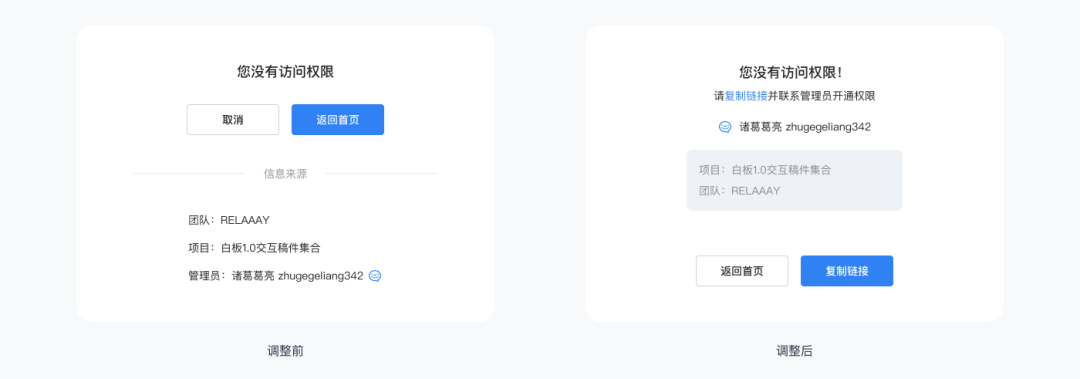 您没有访问权限
取消
返回首页
信息来源
团队：RELAAAY
项目：白板1.0交互稿件集合
管理员：诸葛葛亮 zhugegeliang342
调整前
您没有访问权限！
请复制链接并联系管理员开通权限
诸葛葛亮 zhugegeliang342
项目：白板1.0交互稿件集合
团队：RELAAAY
返回首页
复制链接
调整后